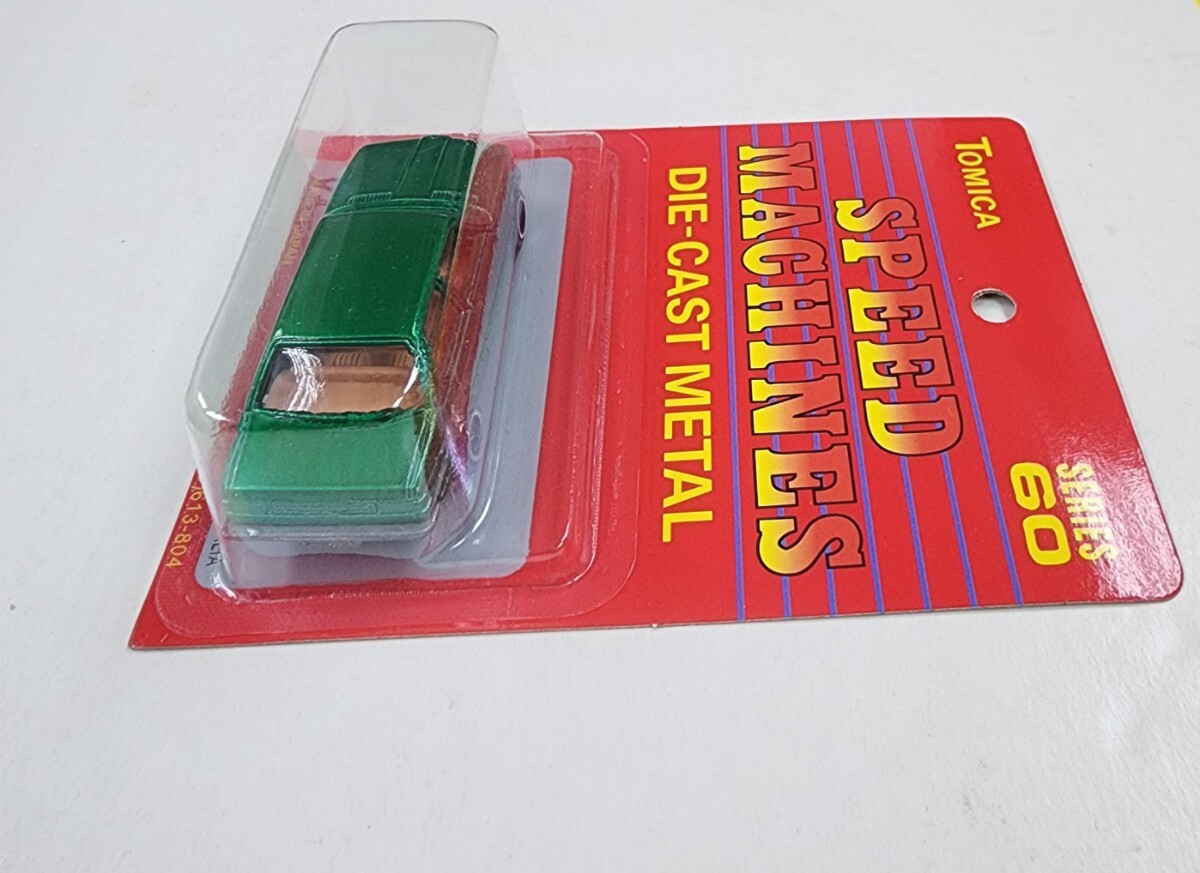 TOMICA
SERIES
60
SPEED
MACHINES
DIE-CAST METAL